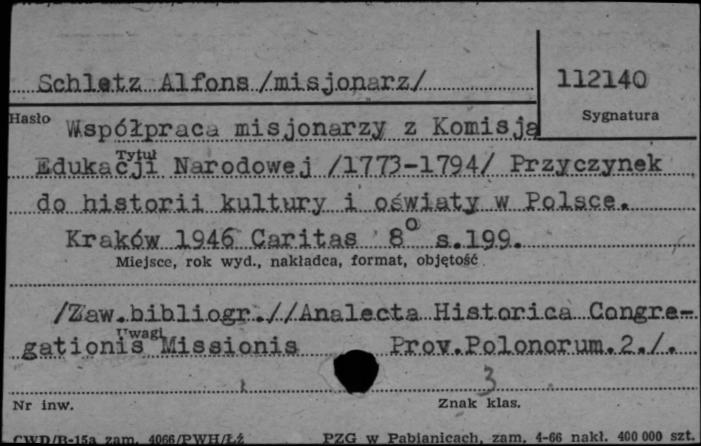 Schletz Alfons /misjonarz/
112140
Hasło
Sygnatura
Współpraca misjonarzy z Komisją
Tytuł
Edukacji Narodowej /1773-1794/ Przyczynek
do historii kultury i oświaty w Polsce.
Kraków 1946 Caritas 8° s.199.
Miejsce, rok wyd., nakładca, format, objętość
/Zaw.bibliogr.//Analecta Historica Congre-
Uwagi
gationis Missionis Prov.Polonorum.2./.
3
Nr inw.
Znak klas.
CWD/B-15a zam. 4066/PWH/Łź
PZG w Pabianicach, zam. 4-66 nakł. 400 000 szt.